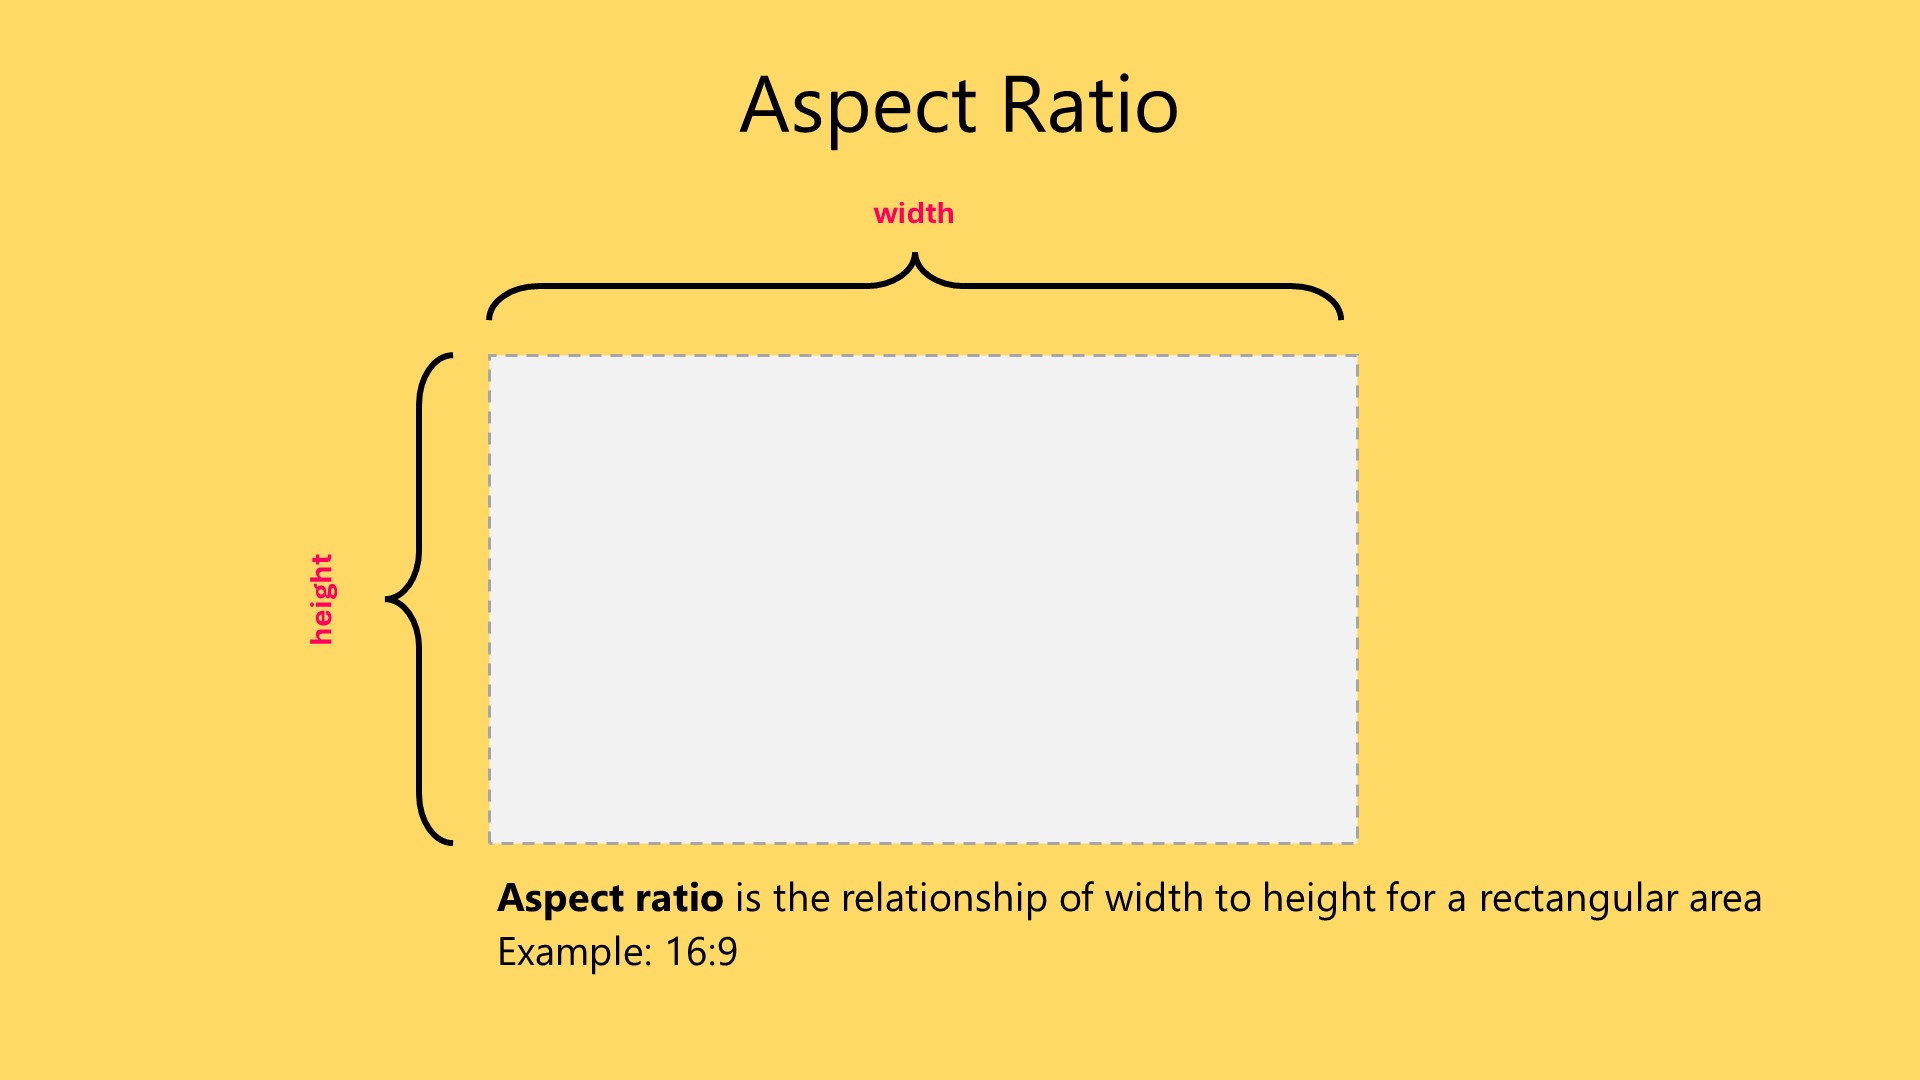 Aspect Ratio
width
height
Aspect ratio is the relationship of width to height for a rectangular area
Example: 16:9